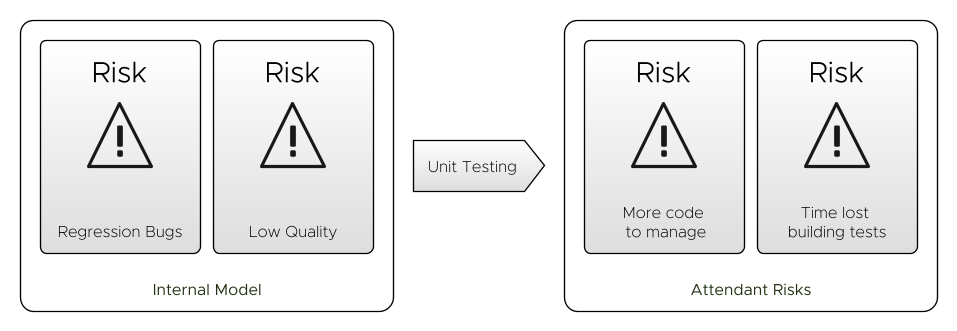 Risk
Regression Bugs
Risk
Low Quality
Internal Model
Unit Testing
Risk
More code
to manage
Risk
Time lost
building tests
Attendant Risks